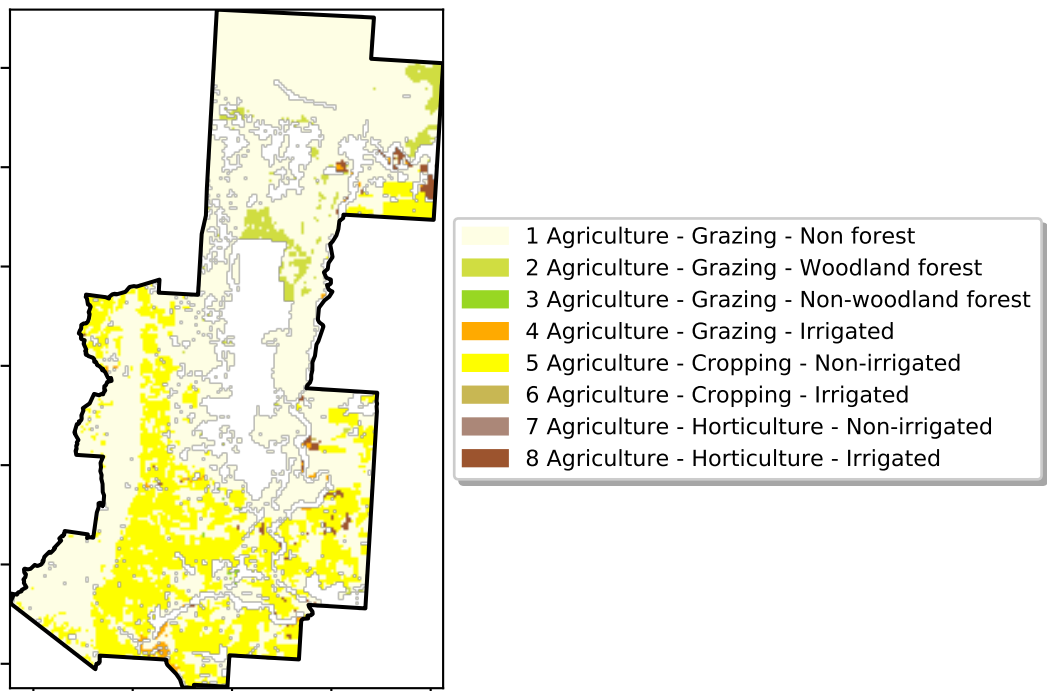 1 Agriculture - Grazing - Non forest
2 Agriculture - Grazing - Woodland forest
3 Agriculture - Grazing - Non-woodland forest
4 Agriculture - Grazing - Irrigated
5 Agriculture - Cropping - Non-irrigated
6 Agriculture - Cropping - Irrigated
7 Agriculture - Horticulture - Non-irrigated
8 Agriculture - Horticulture - Irrigated